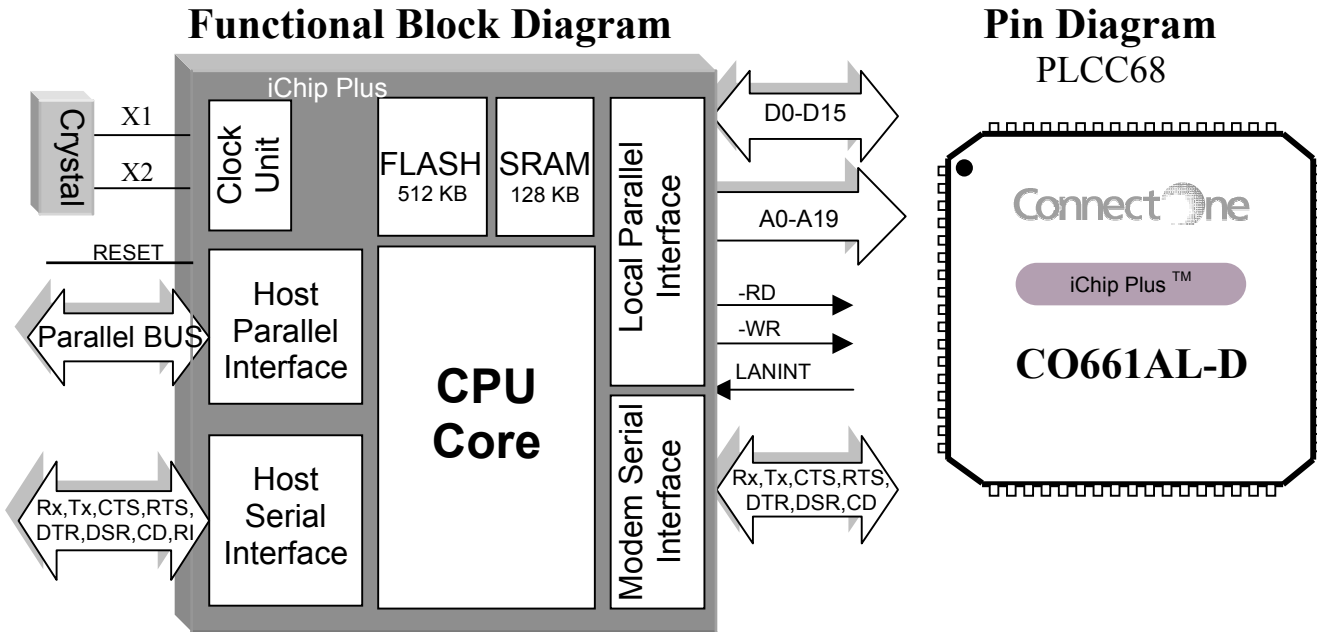 Functional Block Diagram
Pin Diagram
PLCC68
iChip Plus
Crystal
X1
X2
Clock
Unit
FLASH
512 KB
SRAM
128 KB
Local Parallel
Interface
D0-D15
A0-A19
RESET
Host
Parallel
Interface
Parallel BUS
-RD
-WR
LANINT
CPU
Core
Host
Serial
Interface
Rx,Tx,CTS,RTS,
DTR,DSR,CD,RI
Modem Serial
Interface
Rx,Tx,CTS,RTS,
DTR,DSR,CD
Connect One
iChip Plus ™
CO661AL-D